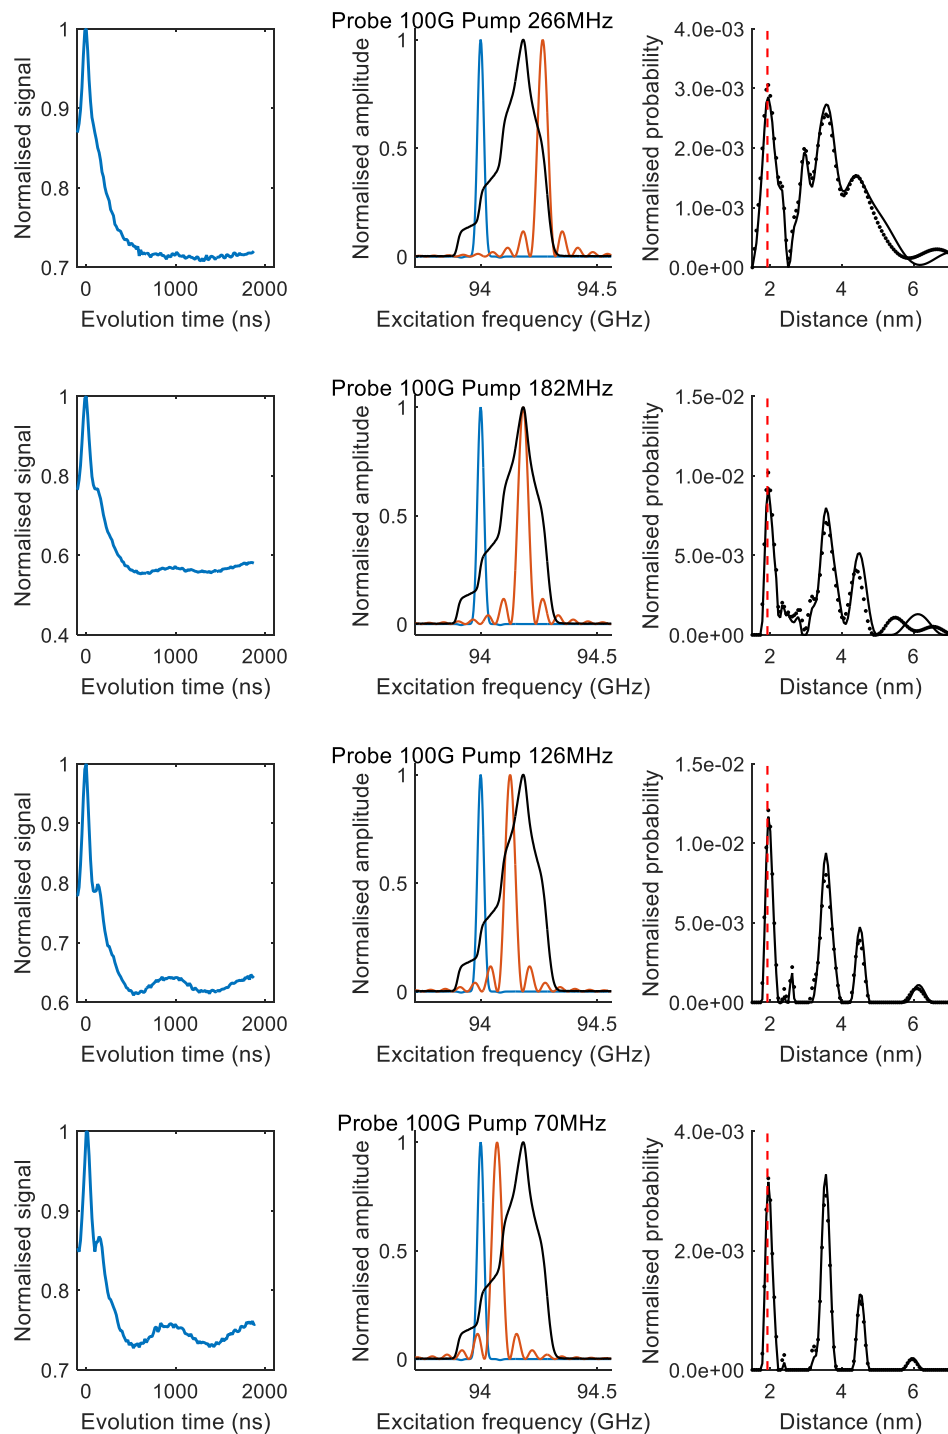 Probe 100G Pump 266MHz
Normalised signal
1
0.9
0.8
0.7
0 1000 2000
Evolution time (ns)
Normalised amplitude
1
0.5
0
94 94.5
Excitation frequency (GHz)
Normalised probability
4.0e-03
3.0e-03
2.0e-03
1.0e-03
0.0e+00
2 4 6
Distance (nm)
Probe 100G Pump 182MHz
Normalised signal
1
0.8
0.6
0.4
0 1000 2000
Evolution time (ns)
Normalised amplitude
1
0.5
0
94 94.5
Excitation frequency (GHz)
Normalised probability
1.5e-02
1.0e-02
5.0e-03
0.0e+00
2 4 6
Distance (nm)
Probe 100G Pump 126MHz
Normalised signal
1
0.9
0.8
0.7
0.6
0 1000 2000
Evolution time (ns)
Normalised amplitude
1
0.5
0
94 94.5
Excitation frequency (GHz)
Normalised probability
1.5e-02
1.0e-02
5.0e-03
0.0e+00
2 4 6
Distance (nm)
Probe 100G Pump 70MHz
Normalised signal
1
0.9
0.8
0.7
0 1000 2000
Evolution time (ns)
Normalised amplitude
1
0.5
0
94 94.5
Excitation frequency (GHz)
Normalised probability
4.0e-03
2.0e-03
0.0e+00
2 4 6
Distance (nm)